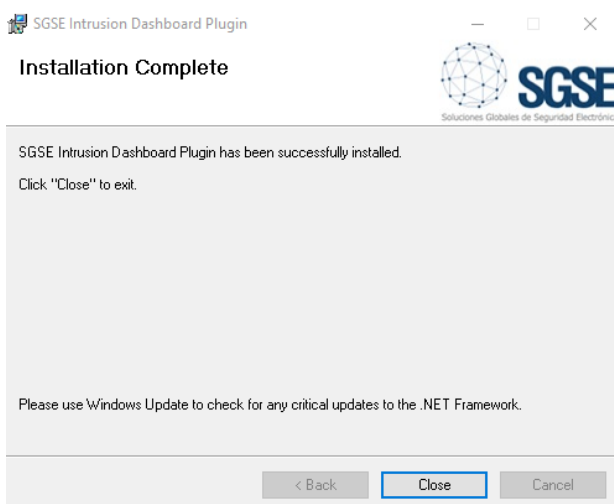 SGSE Intrusion Dashboard Plugin
Installation Complete
SGSE
Soluciones Globales de Seguridad Electrónic
SGSE Intrusion Dashboard Plugin has been successfully installed.
Click "Close" to exit.
Please use Windows Update to check for any critical updates to the .NET Framework.
< Back
Close
Cancel